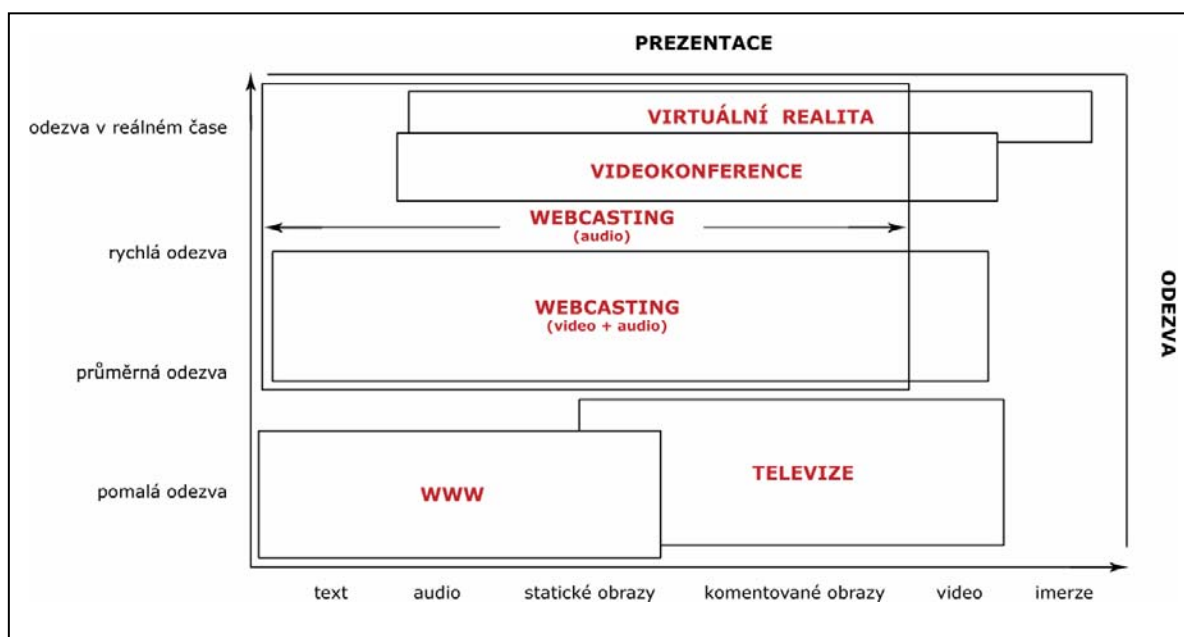 PREZENTACE
odezva v reálném čase
VIRTUÁLNÍ REALITA
VIDEOKONFERENCE
WEBCASTING
(audio)
rychlá odezva
WEBCASTING
(video + audio)
ODEZVA
průměrná odezva
TELEVIZE
WWW
pomalá odezva
text audio statické obrazy komentované obrazy video imerze